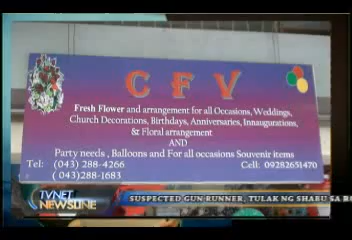 C F V
Fresh Flower and arrangement for all Occasions, Weddings,
Church Decorations, Birthdays, Anniversaries, Innaugurations,
& Floral arrangement
AND
Party needs , Balloons and For all occasions Souvenir items
Tel: (043) 288-4266 Cell: 09282651470
( 043)288-1683
TVNET
NEWSLINE
SUSPECTED GUN RUNNER, TULAK NG SHABU SA